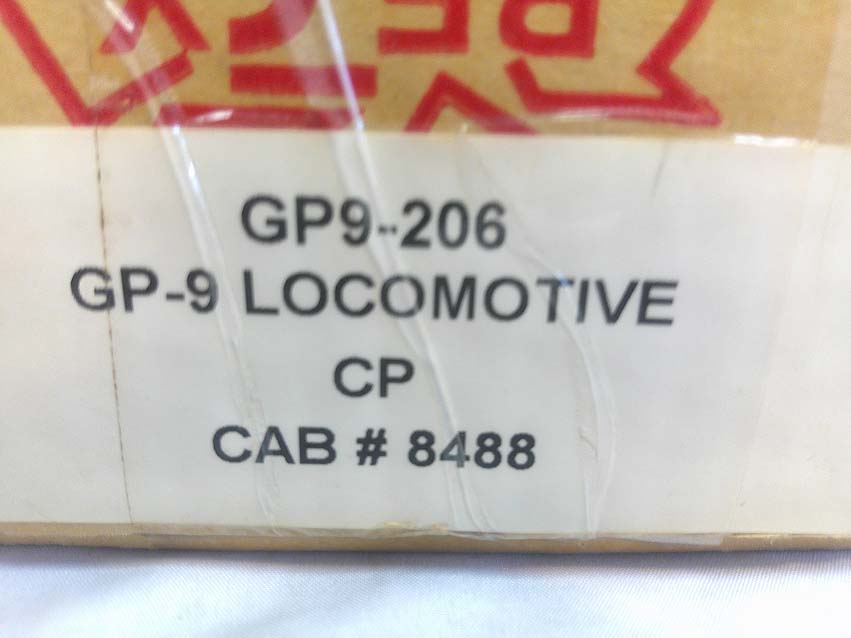 GP9-206
GP-9 LOCOMOTIVE
CP
CAB # 8488